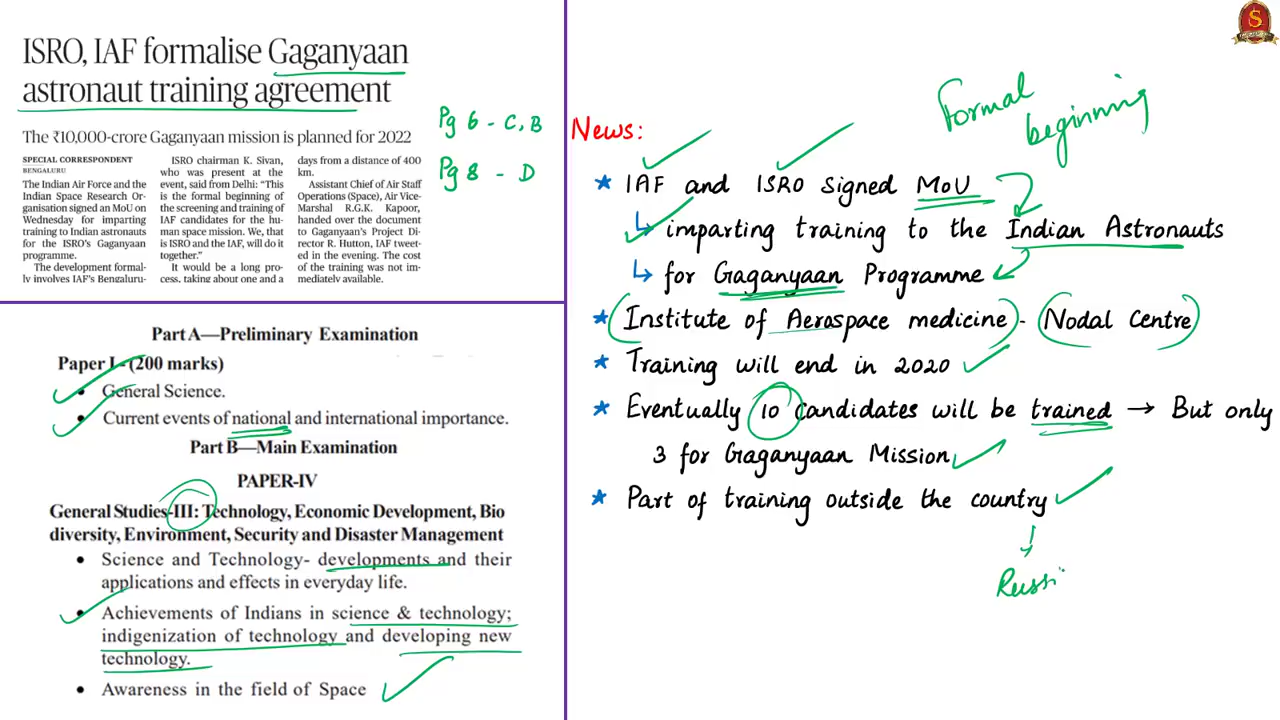 ISRO, IAF formalise Gaganyaan
astronaut training agreement
The ₹10,000-crore Gaganyaan mission is planned for 2022
SPECIAL CORRESPONDENT
BENGALURU
The Indian Air Force and the
Indian Space Research Or-
ganisation signed an MoU on
Wednesday for imparting
training to Indian astronauts
for the ISRO's Gaganyaan
programme.
The development formal-
ly involves IAF's Bengaluru-
ISRO chairman K. Sivan,
who was present at the
event, said from Delhi: "This
is the formal beginning of
the screening and training of
IAF candidates for the hu-
man space mission. We, that
is ISRO and the IAF, will do it
together."
It would be a long pro-
cess, taking about one and a
days from a distance of 400
km.
Assistant Chief of Air Staff
Operations (Space), Air Vice-
Marshal R.G.K. Kapoor,
handed over the document
to Gaganyaan's Project Di-
rector R. Hutton, IAF tweet-
ed in the evening. The cost
of the training was not im-
mediately available.
Pg 6 - C, B
Pg 8 - D
Part A—Preliminary Examination
Paper I - (200 marks)
• General Science.
• Current events of national and international importance.
Part B—Main Examination
PAPER-IV
General Studies-III: Technology, Economic Development, Bio
diversity, Environment, Security and Disaster Management
• Science and Technology- developments and their
applications and effects in everyday life.
• Achievements of Indians in science & technology;
indigenization of technology and developing new
technology.
• Awareness in the field of Space
Formal
beginning
News:
* IAF and ISRO signed MoU
↳ imparting training to the Indian Astronauts
↳ for Gaganyaan Programme
* Institute of Aerospace medicine - Nodal Centre
* Training will end in 2020
* Eventually 10 candidates will be trained → But only
3 for Gaganyaan Mission
* Part of training outside the country
Russi